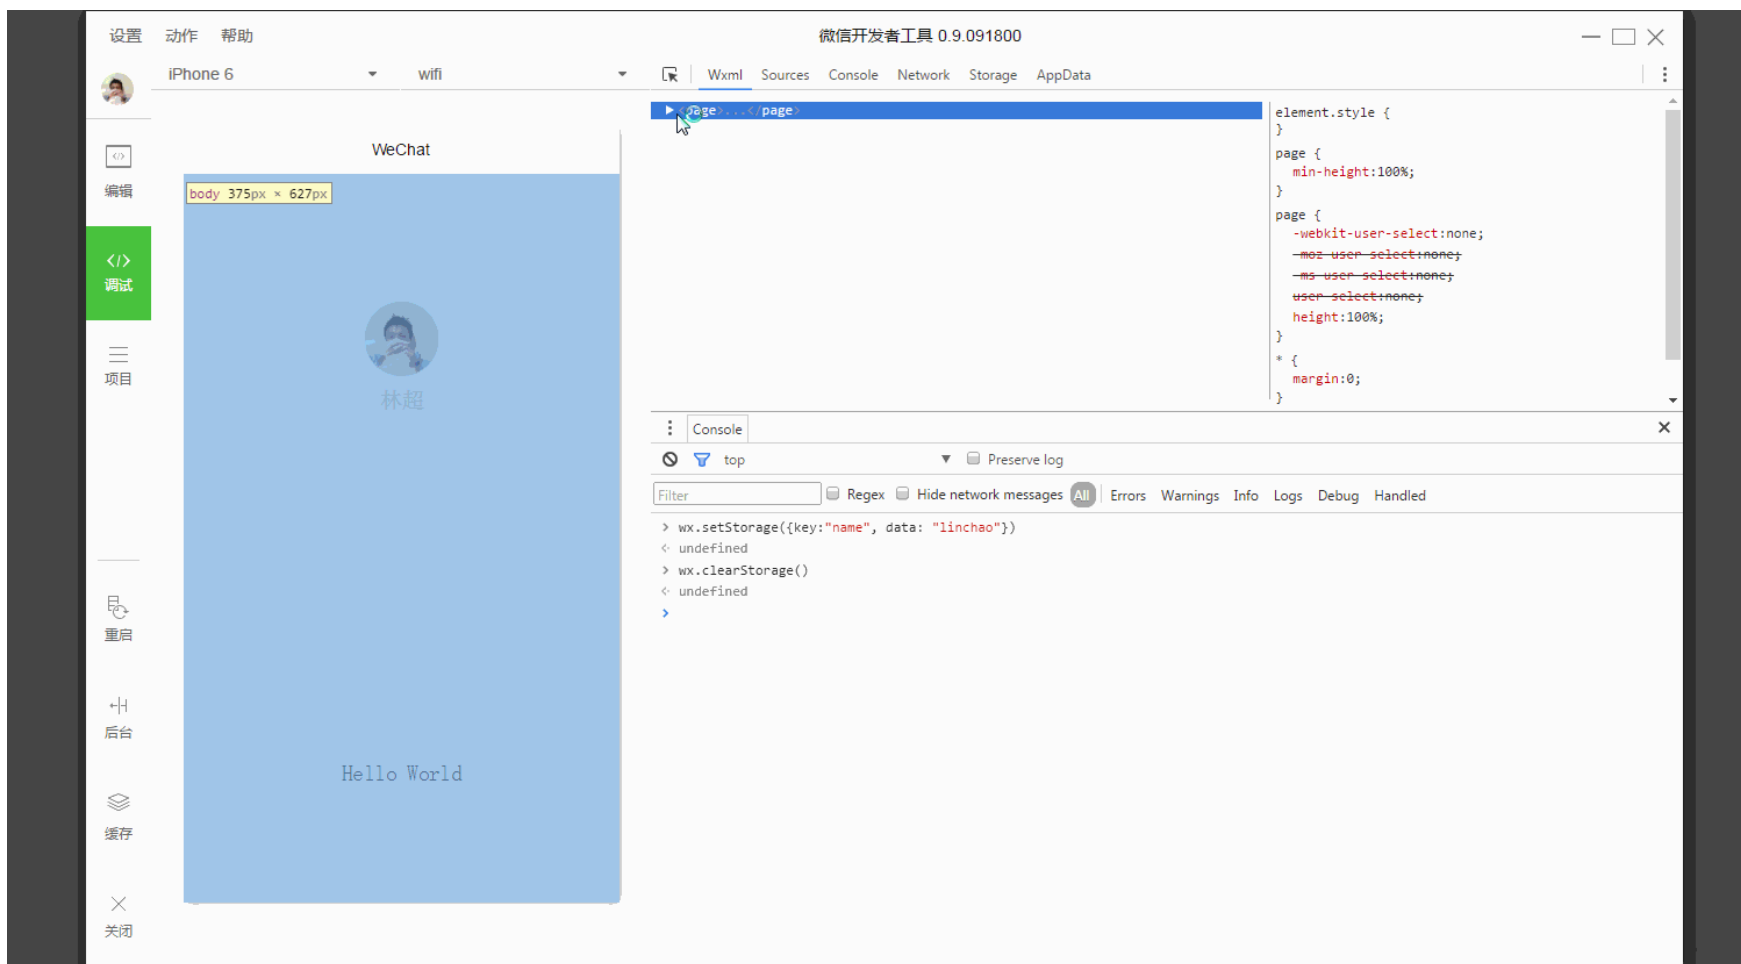 设置 动作 帮助 微信开发者工具 0.9.091800
iPhone 6 wifi
Wxml Sources Console Network Storage AppData
编辑
调试
项目
重启
后台
缓存
关闭
WeChat
body 375px × 627px
林超
Hello World
<page>...</page>
element.style {
}
page {
min-height:100%;
}
page {
-webkit-user-select:none;
-moz-user-select:none;
-ms-user-select:none;
user-select:none;
height:100%;
}
* {
margin:0;
}
Console
top Preserve log
Filter Regex Hide network messages All Errors Warnings Info Logs Debug Handled
> wx.setStorage({key:"name", data: "linchao"})
undefined
> wx.clearStorage()
undefined
>